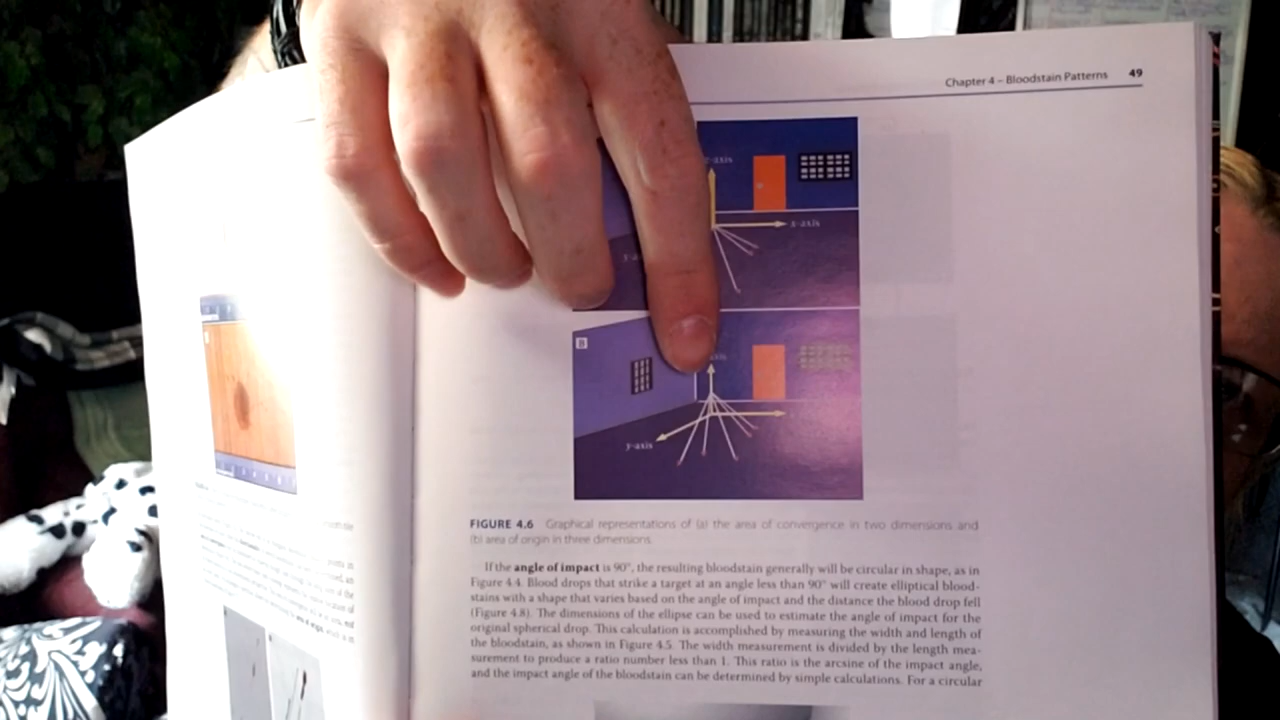 Chapter 4 – Bloodstain Patterns 49
z-axis
x-axis
B
y-axis
FIGURE 4.6 Graphical representations of (a) the area of convergence in two dimensions and
(b) area of origin in three dimensions.
If the angle of impact is 90°, the resulting bloodstain generally will be circular in shape, as in
Figure 4.4. Blood drops that strike a target at an angle less than 90° will create elliptical blood-
stains with a shape that varies based on the angle of impact and the distance the blood drop fell
(Figure 4.8). The dimensions of the ellipse can be used to estimate the angle of impact for the
original spherical drop. This calculation is accomplished by measuring the width and length of
the bloodstain, as shown in Figure 4.5. The width measurement is divided by the length mea-
surement to produce a ratio number less than 1. This ratio is the arcsine of the impact angle,
and the impact angle of the bloodstain can be determined by simple calculations. For a circular